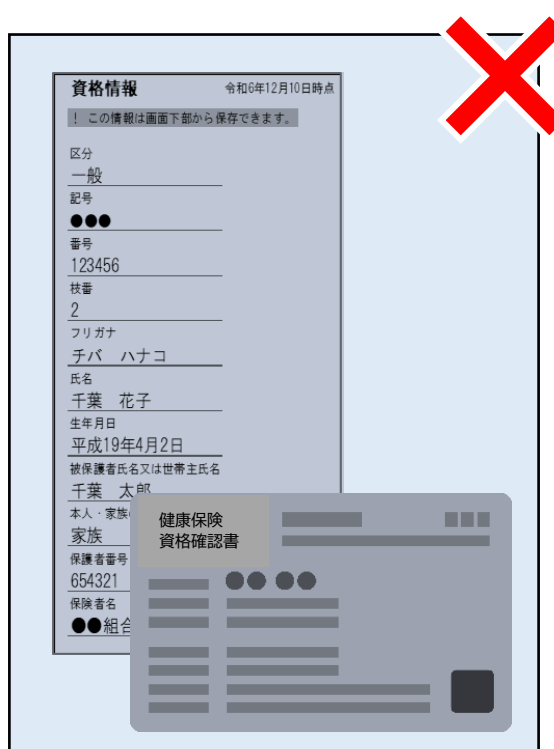 資格情報 令和6年12月10日時点
！ この情報は画面下部から保存できます。
区分
一般
記号
●●●
番号
123456
枝番
2
フリガナ
チバ ハナコ
氏名
千葉 花子
生年月日
平成19年4月2日
被保護者氏名又は世帯主氏名
千葉 太郎
本人・家族
家族
保護者番号
654321
保険者名
●●組合
健康保険
資格確認書
●● ●●